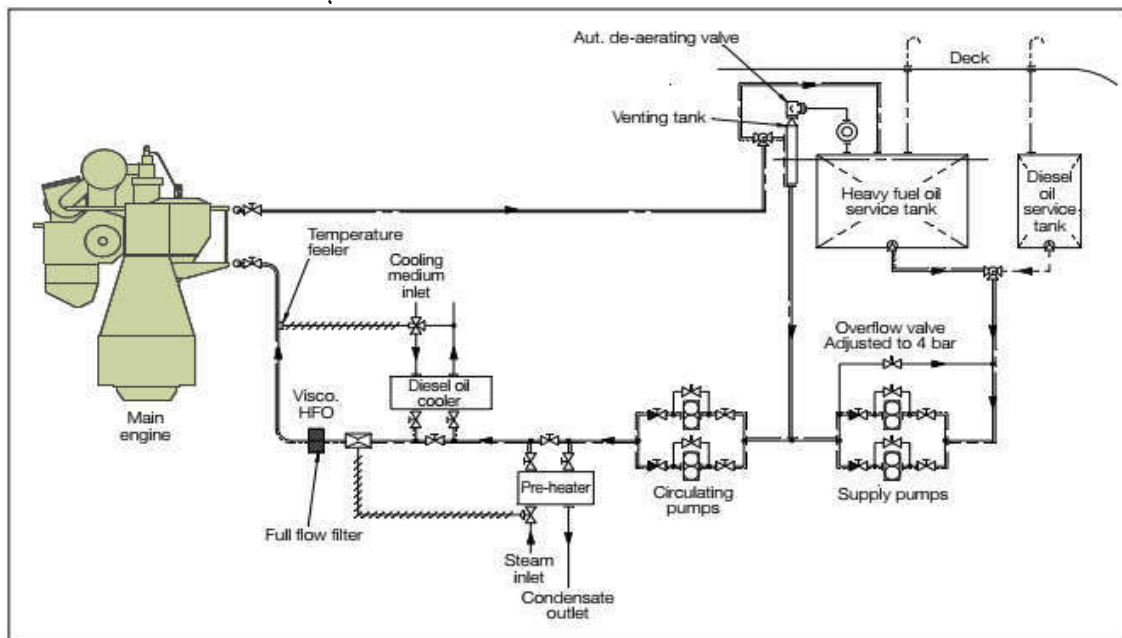 Aut. de-aerating valve
Deck
Venting tank
Heavy fuel oil
service tank
Diesel
oil
service
tank
Temperature
feeler
Cooling
medium
inlet
Overflow valve
Adjusted to 4 bar
Diesel oil
cooler
Visco.
HFO
Main
engine
Pre-heater
Circulating
pumps
Supply pumps
Full flow filter
Steam
inlet
Condensate
outlet